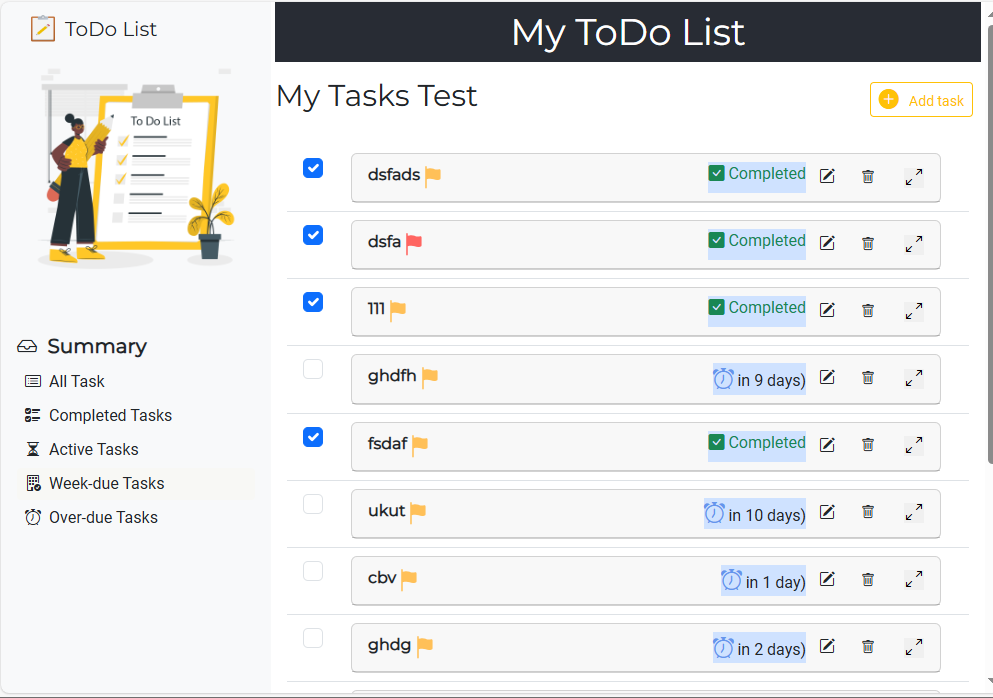 ToDo List
My ToDo List
My Tasks Test
Add task
To Do List
dsfads Completed
dsfa Completed
111 Completed
ghdfh in 9 days)
fsdaf Completed
ukut in 10 days)
cbv in 1 day)
ghdg in 2 days)
Summary
All Task
Completed Tasks
Active Tasks
Week-due Tasks
Over-due Tasks